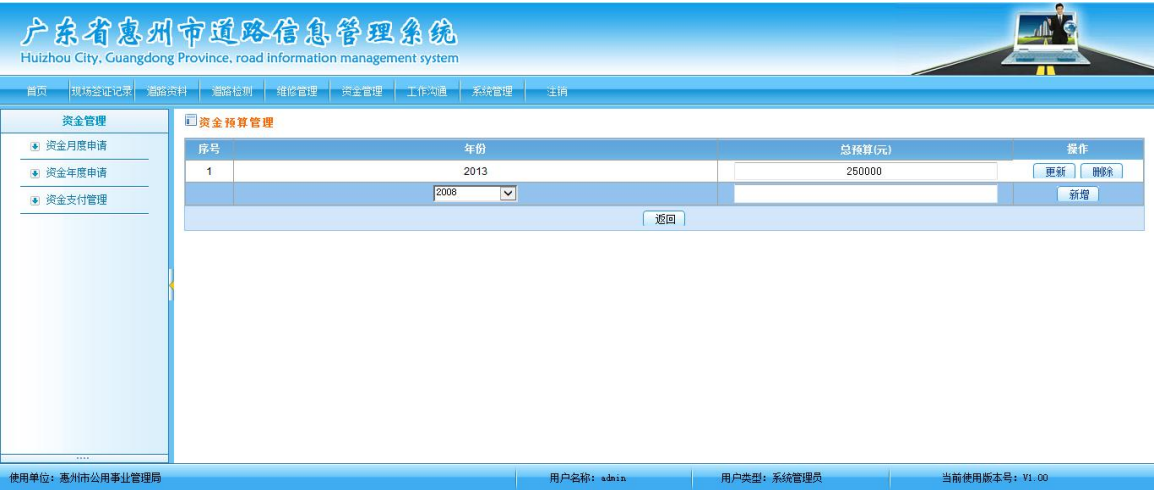 广东省惠州市道路信息管理系统
Huizhou City, Guangdong Province, road information management system
首页 现场签证记录 道路资料 道路检测 维修管理 资金管理 工作沟通 系统管理 注销
资金管理
资金月度申请
资金年度申请
资金支付管理
资金预算管理
序号 年份 总预算(元) 操作
1 2013 250000 更新 删除
2008 新增
返回
使用单位：惠州市公用事业管理局 用户名称：admin 用户类型：系统管理员 当前使用版本号：V1.00